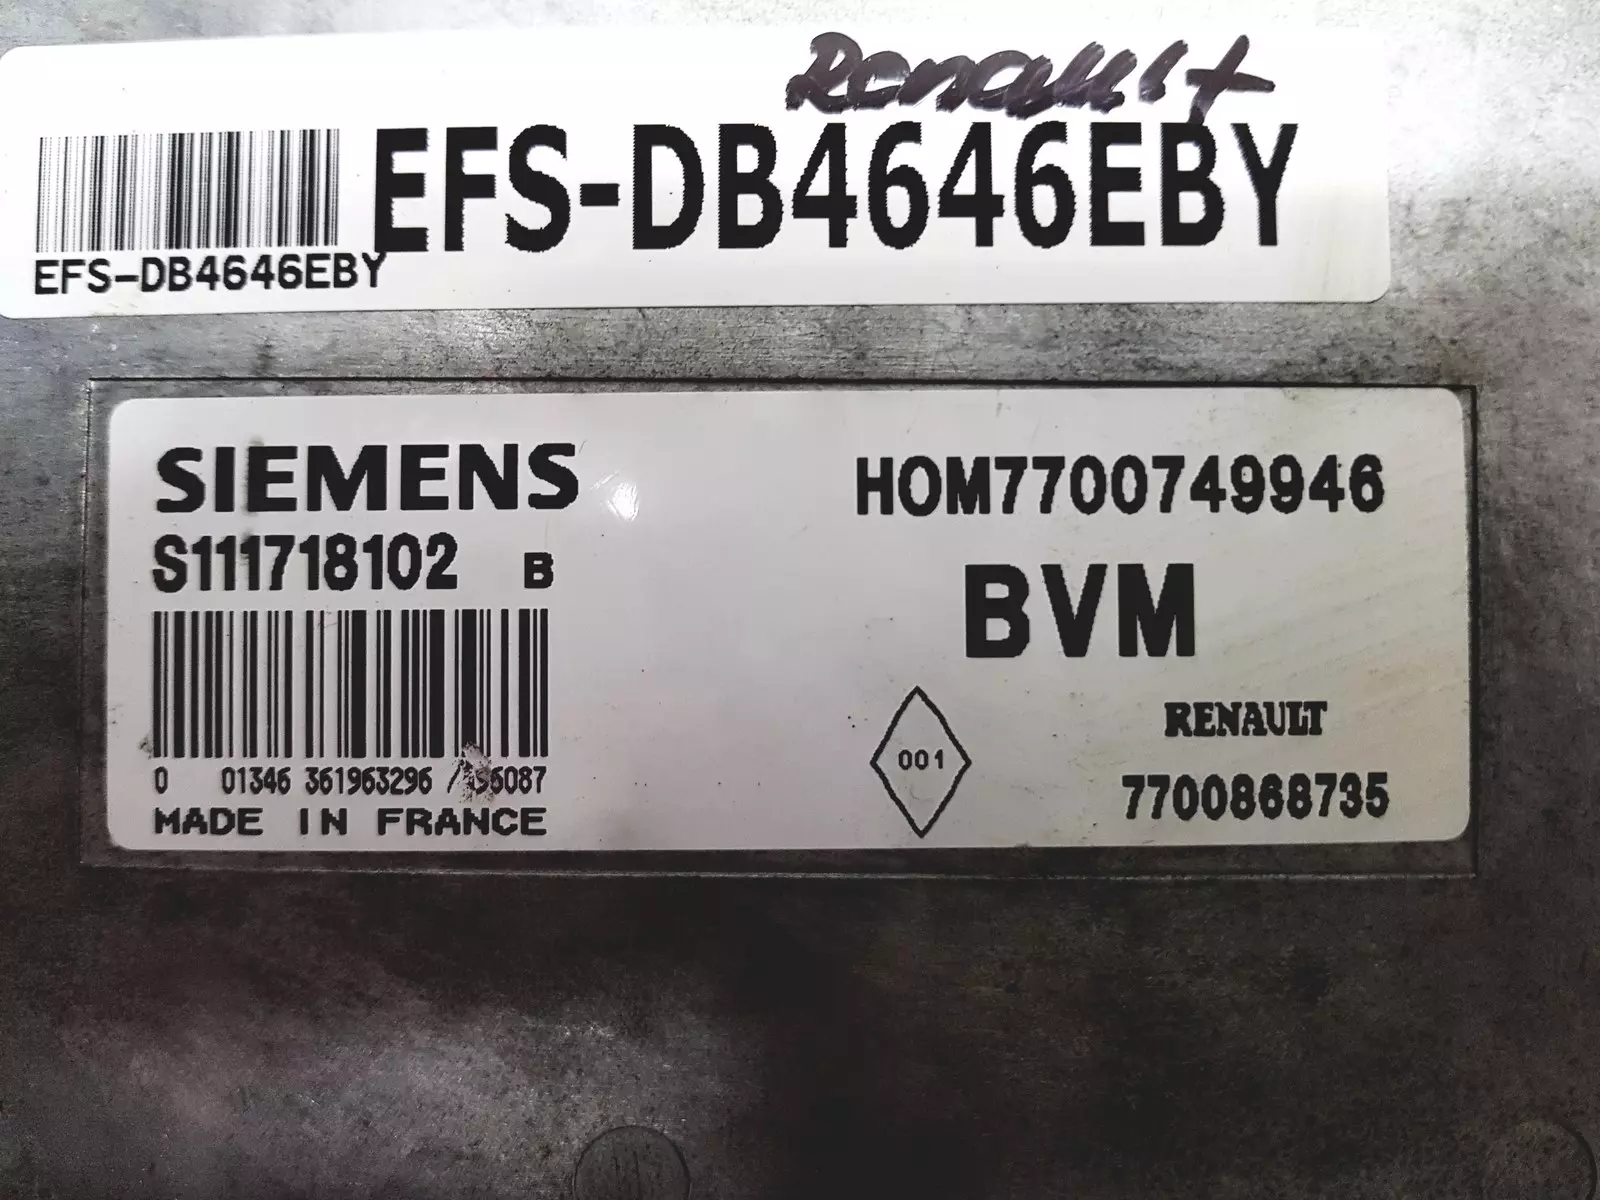 Renault
EFS-DB4646EBY
EFS-DB4646EBY
SIEMENS
S111718102 B
0 01346 361963296
MADE IN FRANCE
HOM7700749946
BVM
001
RENAULT
7700868735